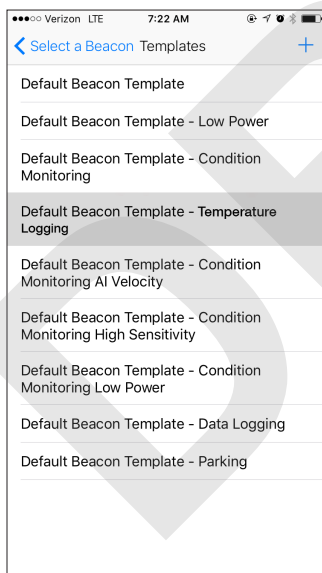 Verizon LTE 7:22 AM
Select a Beacon Templates +
Default Beacon Template
Default Beacon Template - Low Power
Default Beacon Template - Condition
Monitoring
Default Beacon Template - Temperature
Logging
Default Beacon Template - Condition
Monitoring AI Velocity
Default Beacon Template - Condition
Monitoring High Sensitivity
Default Beacon Template - Condition
Monitoring Low Power
Default Beacon Template - Data Logging
Default Beacon Template - Parking